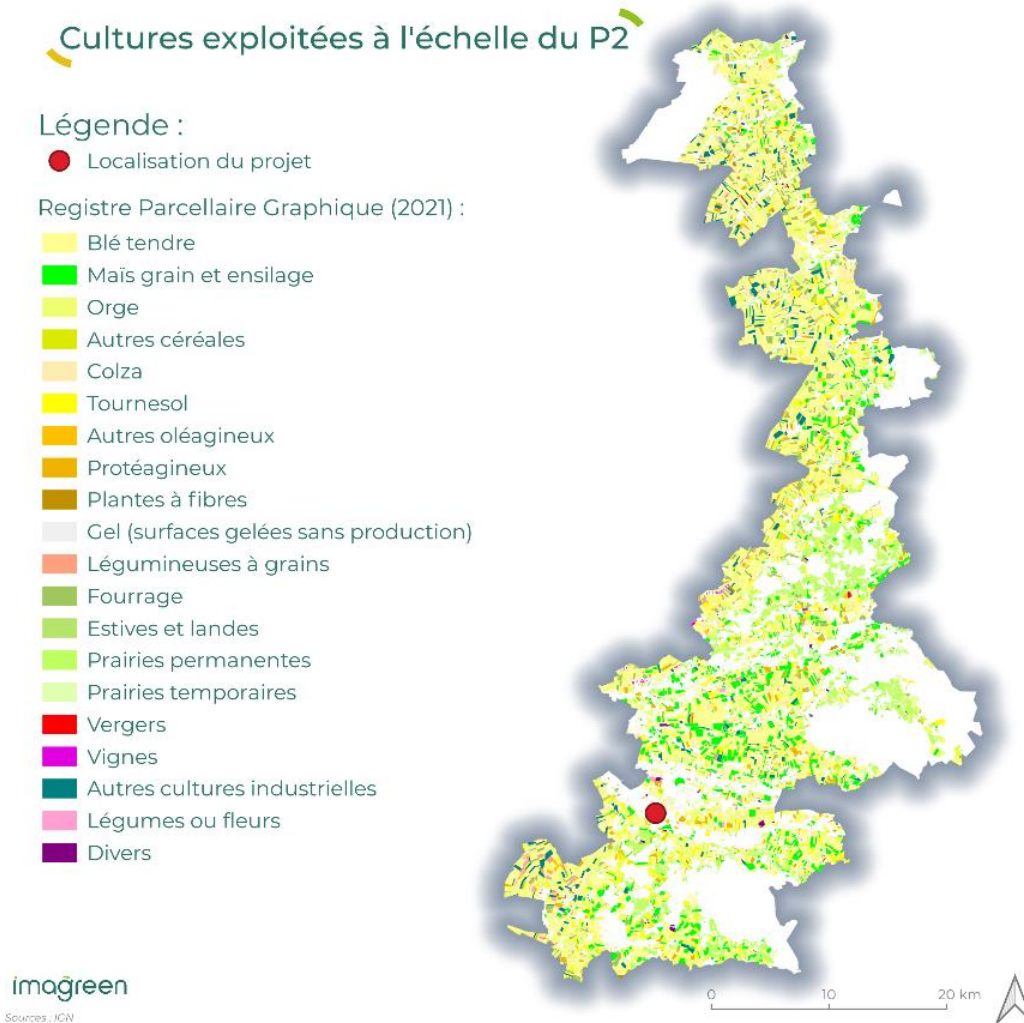 Cultures exploitées à l'échelle du P2
Légende :
Localisation du projet
Registre Parcellaire Graphique (2021) :
Blé tendre
Maïs grain et ensilage
Orge
Autres céréales
Colza
Tournesol
Autres oléagineux
Protéagineux
Plantes à fibres
Gel (surfaces gelées sans production)
Légumineuses à grains
Fourrage
Estives et landes
Prairies permanentes
Prairies temporaires
Vergers
Vignes
Autres cultures industrielles
Légumes ou fleurs
Divers
imagreen
Sources : IGN
0 10 20 km